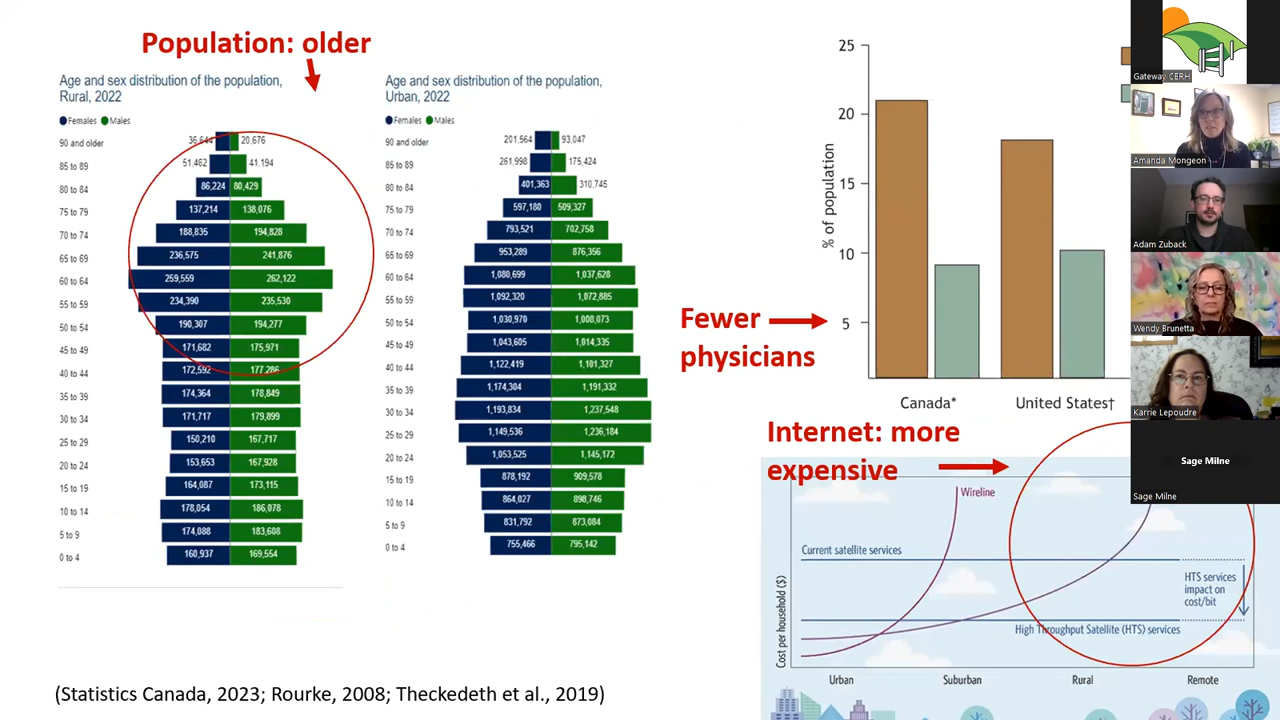 Population: older
Age and sex distribution of the population,
Rural, 2022
Females Males
90 and older 36,644 20,676
85 to 89 51,462 41,194
80 to 84 86,224 80,429
75 to 79 137,214 138,076
70 to 74 188,835 194,828
65 to 69 236,575 241,876
60 to 64 259,559 262,122
55 to 59 234,390 235,530
50 to 54 190,307 194,277
45 to 49 171,682 175,971
40 to 44 172,592 177,286
35 to 39 174,364 178,849
30 to 34 171,717 179,899
25 to 29 150,210 167,717
20 to 24 153,653 167,928
15 to 19 164,087 173,115
10 to 14 178,054 186,078
5 to 9 174,088 183,608
0 to 4 160,937 169,554
Age and sex distribution of the population,
Urban, 2022
Females Males
90 and older 201,564 93,047
85 to 89 261,998 175,424
80 to 84 401,363 310,745
75 to 79 597,180 509,327
70 to 74 793,521 702,758
65 to 69 953,289 876,356
60 to 64 1,080,699 1,037,628
55 to 59 1,092,320 1,072,885
50 to 54 1,030,970 1,008,073
45 to 49 1,043,605 1,014,335
40 to 44 1,122,419 1,101,327
35 to 39 1,174,304 1,191,332
30 to 34 1,193,834 1,237,548
25 to 29 1,149,536 1,236,184
20 to 24 1,053,525 1,145,172
15 to 19 878,192 909,578
10 to 14 864,027 898,746
5 to 9 831,792 873,084
0 to 4 755,466 795,142
Fewer
physicians
% of population
25
20
15
10
5
Canada* United States†
Internet: more
expensive
Cost per household ($)
Wireline
Current satellite services
HTS services
impact on
cost/bit
High Throughput Satellite (HTS) services
Urban Suburban Rural Remote
(Statistics Canada, 2023; Rourke, 2008; Theckedeth et al., 2019)
Gateway CERH
Amanda Mongeon
Adam Zuback
Wendy Brunetta
Karrie Lepoudre
Sage Milne
Sage Milne